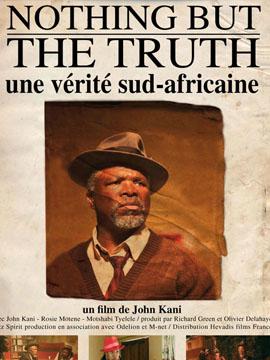 NOTHING BUT
THE TRUTH
une vérité sud-africaine
un film de John Kani
John Kani - Rosie Motene - Motshabi Tyelele / produit par Richard Green et Olivier Delahaye
Spirit production en association avec Odelion et M-net / Distribution Hevadis films